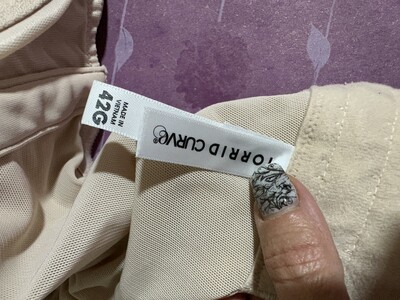 TORRID CURVE®
MADE IN
VIETNAM
42G